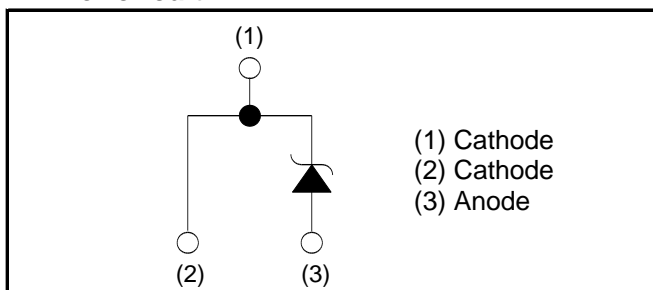 (1)
(1) Cathode
(2) Cathode
(3) Anode
(2) (3)